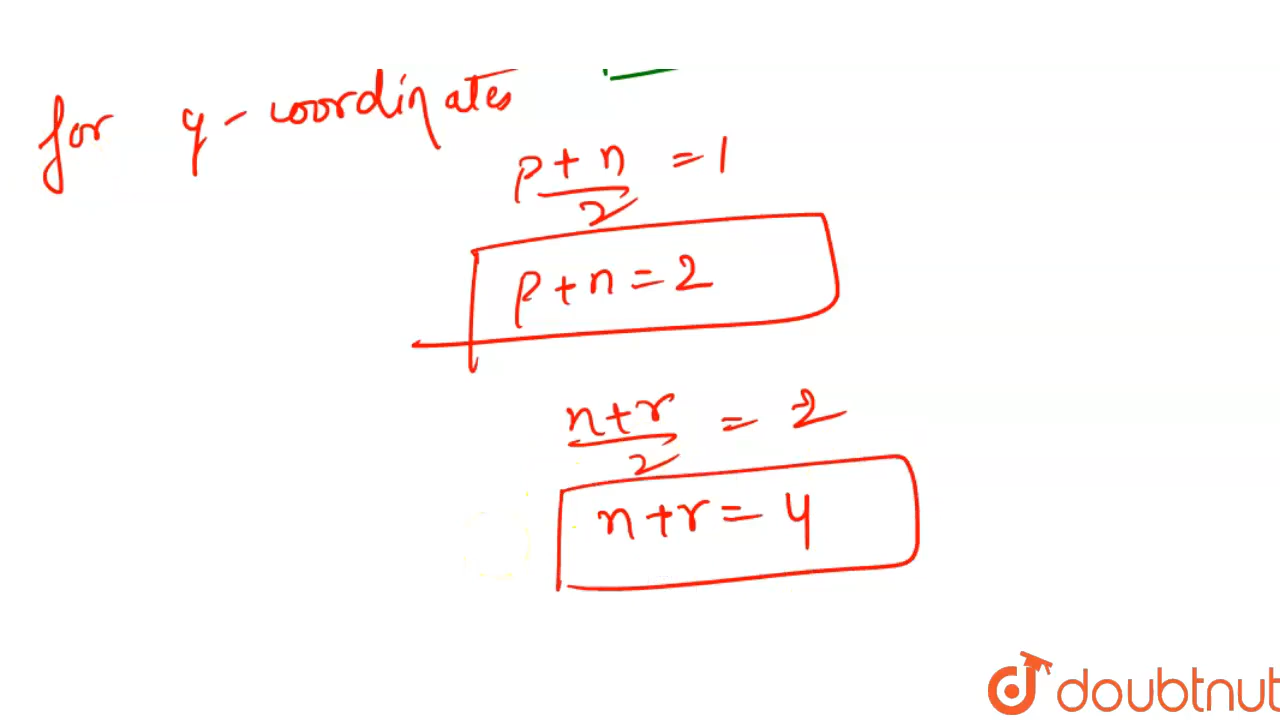 for y-coordinates
p+n/2 = 1
p+n=2
n+r/2 = 2
n+r=4
doubtnut